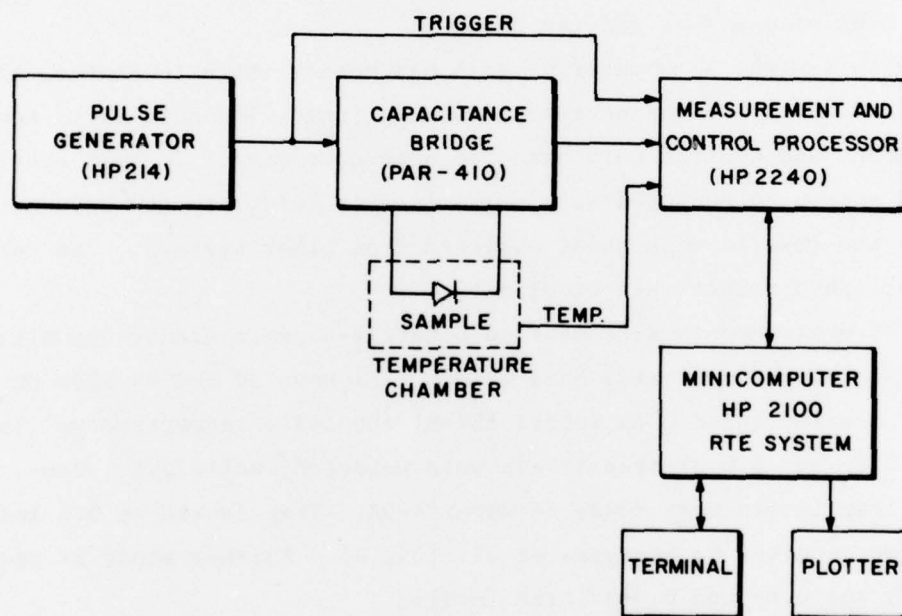 TRIGGER
PULSE
GENERATOR
(HP214)
CAPACITANCE
BRIDGE
(PAR-410)
MEASUREMENT AND
CONTROL PROCESSOR
(HP2240)
SAMPLE
TEMP.
TEMPERATURE
CHAMBER
MINICOMPUTER
HP 2100
RTE SYSTEM
TERMINAL
PLOTTER